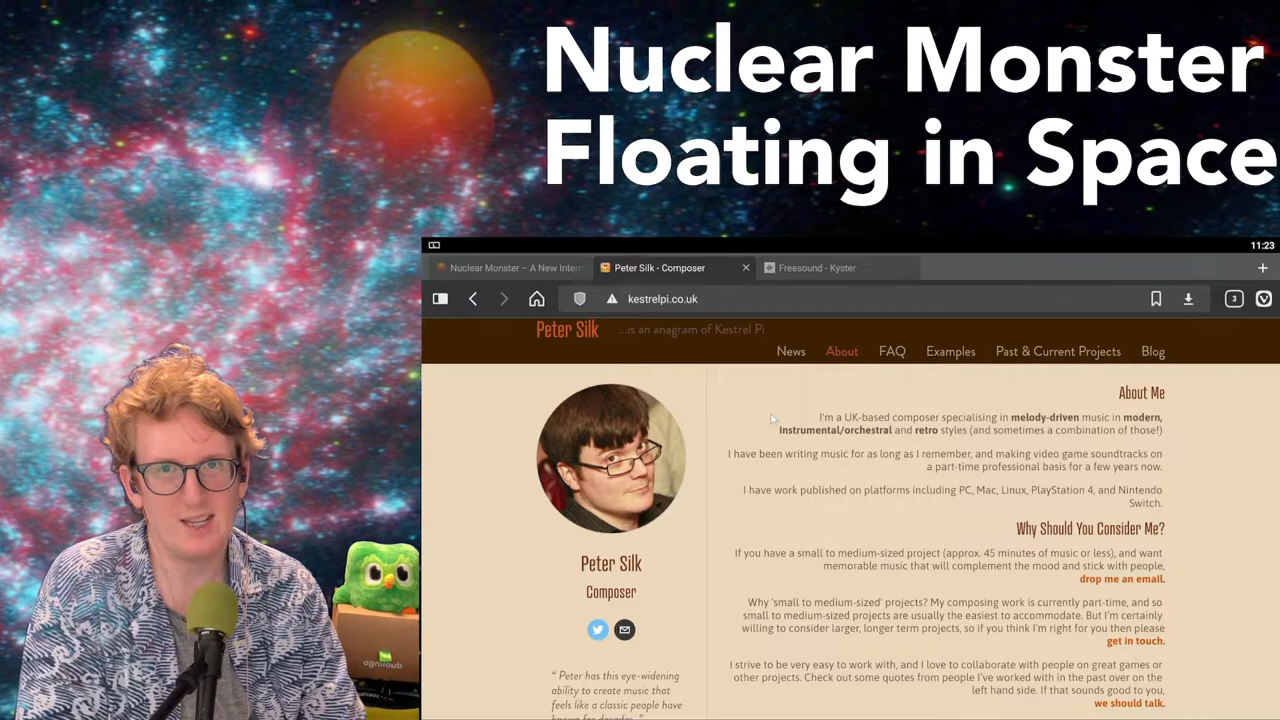 Nuclear Monster
Floating in Space
11:23
Nuclear Monster – A New Intern
Peter Silk - Composer
Freesound - Kyster
3
kestrelpi.co.uk
Peter Silk ...is an anagram of Kestrel Pi
News About FAQ Examples Past & Current Projects Blog
About Me
I'm a UK-based composer specialising in melody-driven music in modern,
instrumental/orchestral and retro styles (and sometimes a combination of those!)
I have been writing music for as long as I remember, and making video game soundtracks on
a part-time professional basis for a few years now.
I have work published on platforms including PC, Mac, Linux, PlayStation 4, and Nintendo
Switch.
Why Should You Consider Me?
If you have a small to medium-sized project (approx. 45 minutes of music or less), and want
memorable music that will complement the mood and stick with people,
drop me an email.
Why 'small to medium-sized' projects? My composing work is currently part-time, and so
small to medium-sized projects are usually the easiest to accommodate. But I'm certainly
willing to consider larger, longer term projects, so if you think I'm right for you then please
get in touch.
I strive to be very easy to work with, and I love to collaborate with people on great games or
other projects. Check out some quotes from people I've worked with in the past over on the
left hand side. If that sounds good to you,
we should talk.
Peter Silk
Composer
“ Peter has this eye-widening
ability to create music that
feels like a classic people have
known for decades. ”
duolingo